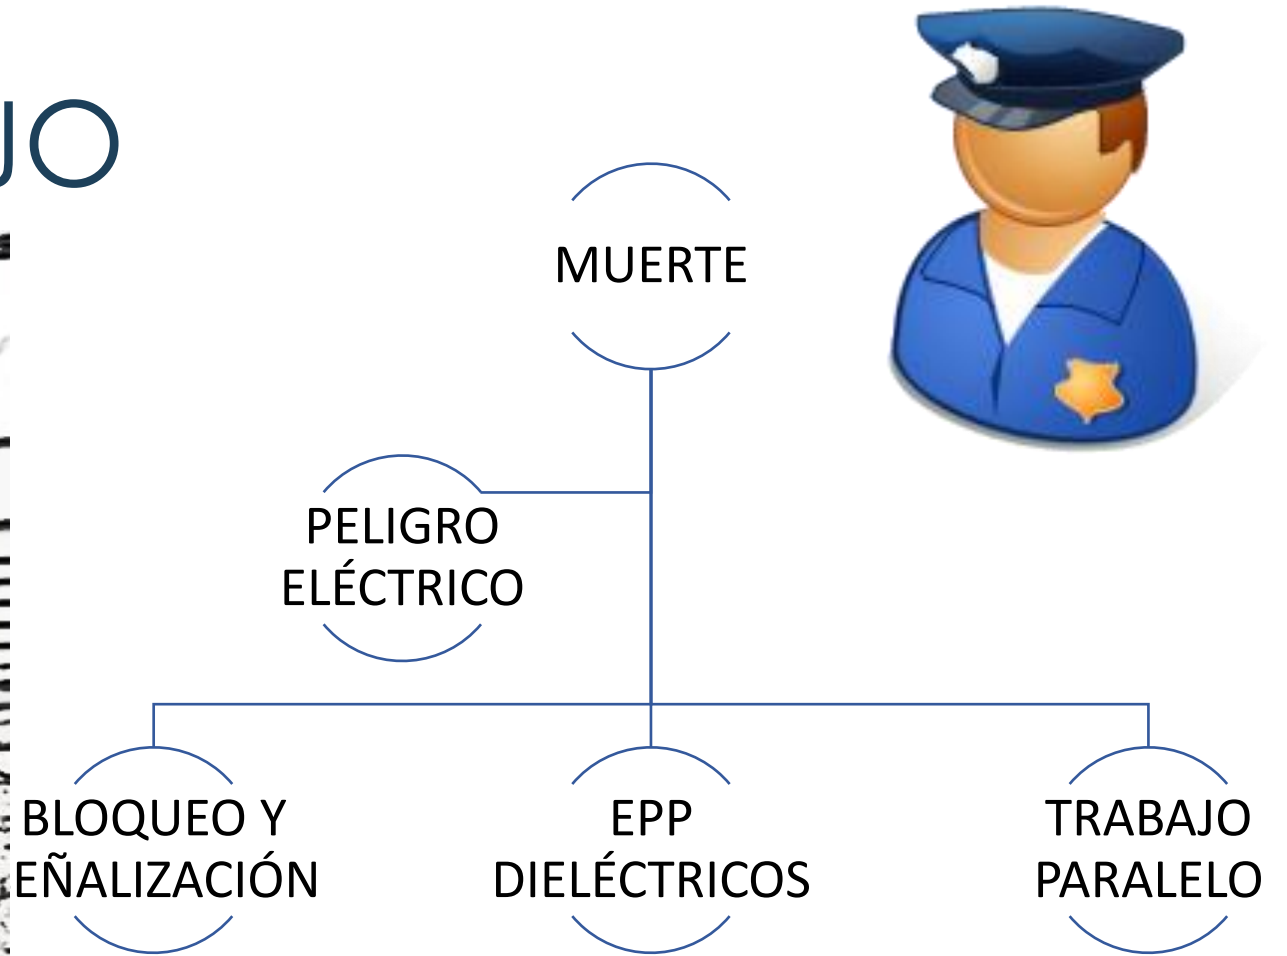 JO
MUERTE
PELIGRO
ELÉCTRICO
BLOQUEO Y
EÑALIZACIÓN
EPP
DIELÉCTRICOS
TRABAJO
PARALELO